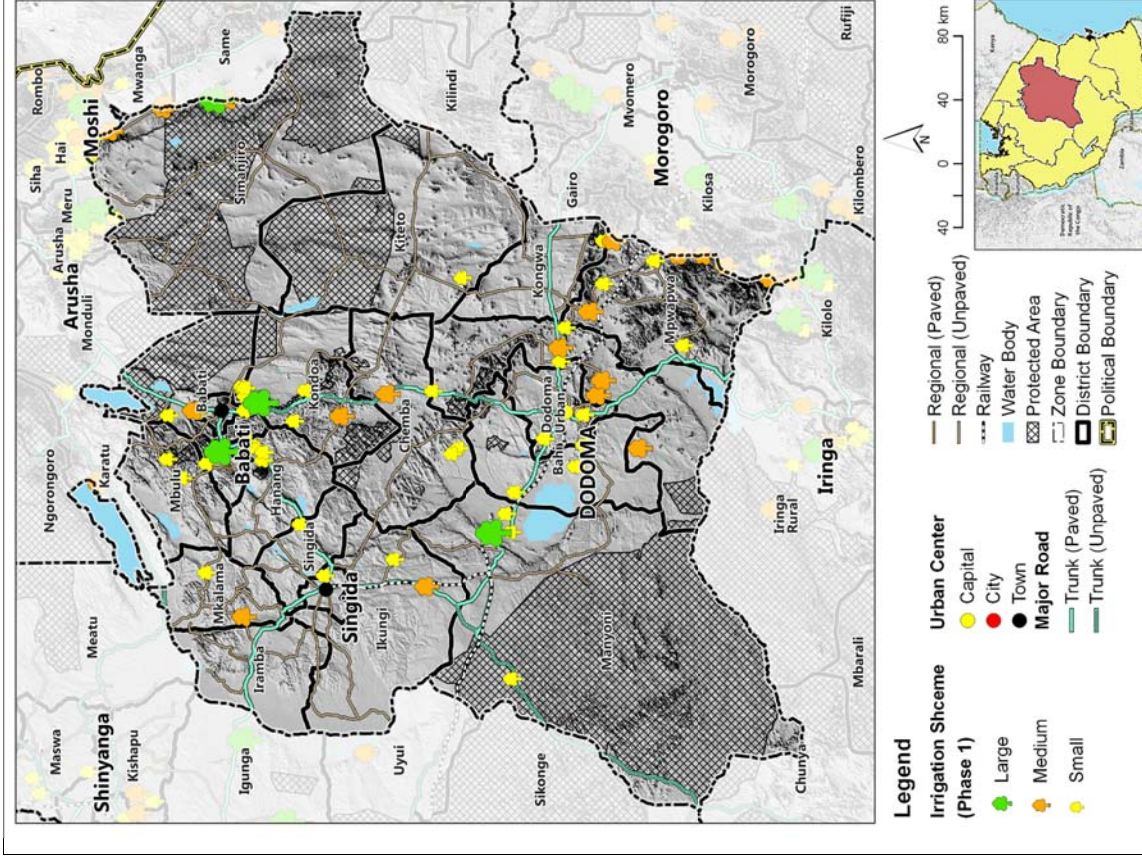 Rombo
Siha
Hai
Moshi
Mwanga
Same
Arusha
Arusha
Meru
Monduli
Simanjiro
Kilindi
Ngorongoro
Karatu
Mbulu
Babati
Babati
Hanang
Kondoa
Kiteto
Meatu
Mkalama
Singida
Singida
Iramba
Ikungi
Chemba
Maswa
Shinyanga
Kishapu
Igunga
Uyui
Sikonge
Manyoni
Bahi
Dodoma
Urban
DODOMA
Kongwa
Gairo
Mvomero
Morogoro
Morogoro
Kilosa
Mpwapwa
Rufiji
Kilombero
Kilolo
Iringa
Iringa
Rural
Mbarali
Chunya
Legend
Irrigation Shceme
(Phase 1)
Large
Medium
Small
Urban Center
Capital
City
Town
Major Road
Trunk (Paved)
Trunk (Unpaved)
Regional (Paved)
Regional (Unpaved)
Railway
Water Body
Protected Area
Zone Boundary
District Boundary
Political Boundary
N
40 0 40 80 km
Kenya
Democratic
Republic of
the Congo
Zambia